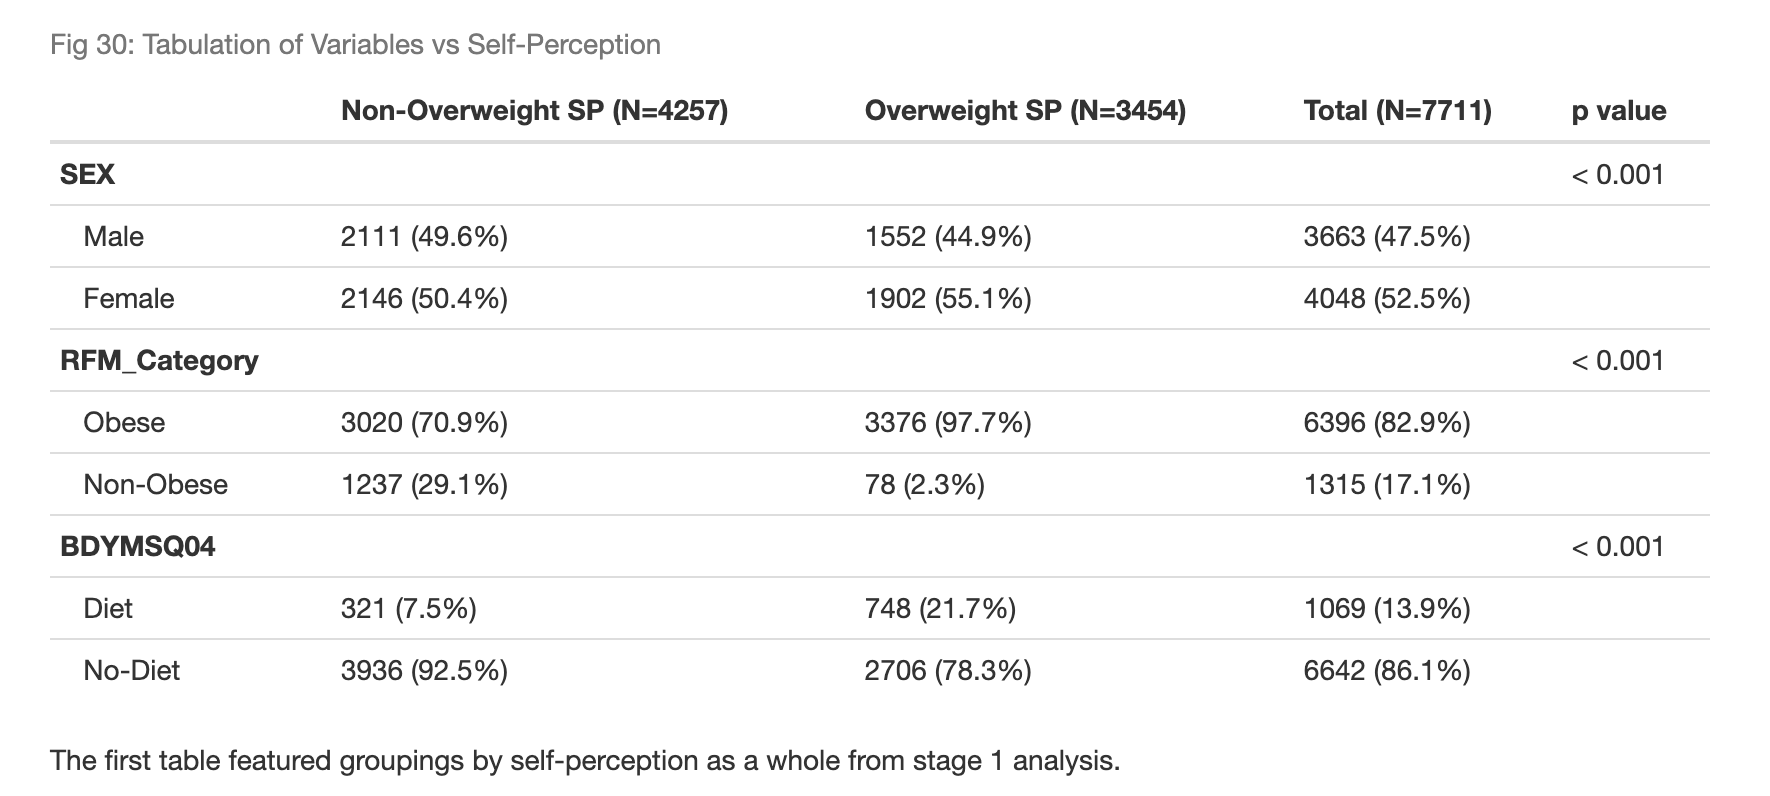 Fig 30: Tabulation of Variables vs Self-Perception
Non-Overweight SP (N=4257) Overweight SP (N=3454) Total (N=7711) p value
SEX < 0.001
Male 2111 (49.6%) 1552 (44.9%) 3663 (47.5%)
Female 2146 (50.4%) 1902 (55.1%) 4048 (52.5%)
RFM_Category < 0.001
Obese 3020 (70.9%) 3376 (97.7%) 6396 (82.9%)
Non-Obese 1237 (29.1%) 78 (2.3%) 1315 (17.1%)
BDYMSQ04 < 0.001
Diet 321 (7.5%) 748 (21.7%) 1069 (13.9%)
No-Diet 3936 (92.5%) 2706 (78.3%) 6642 (86.1%)
The first table featured groupings by self-perception as a whole from stage 1 analysis.